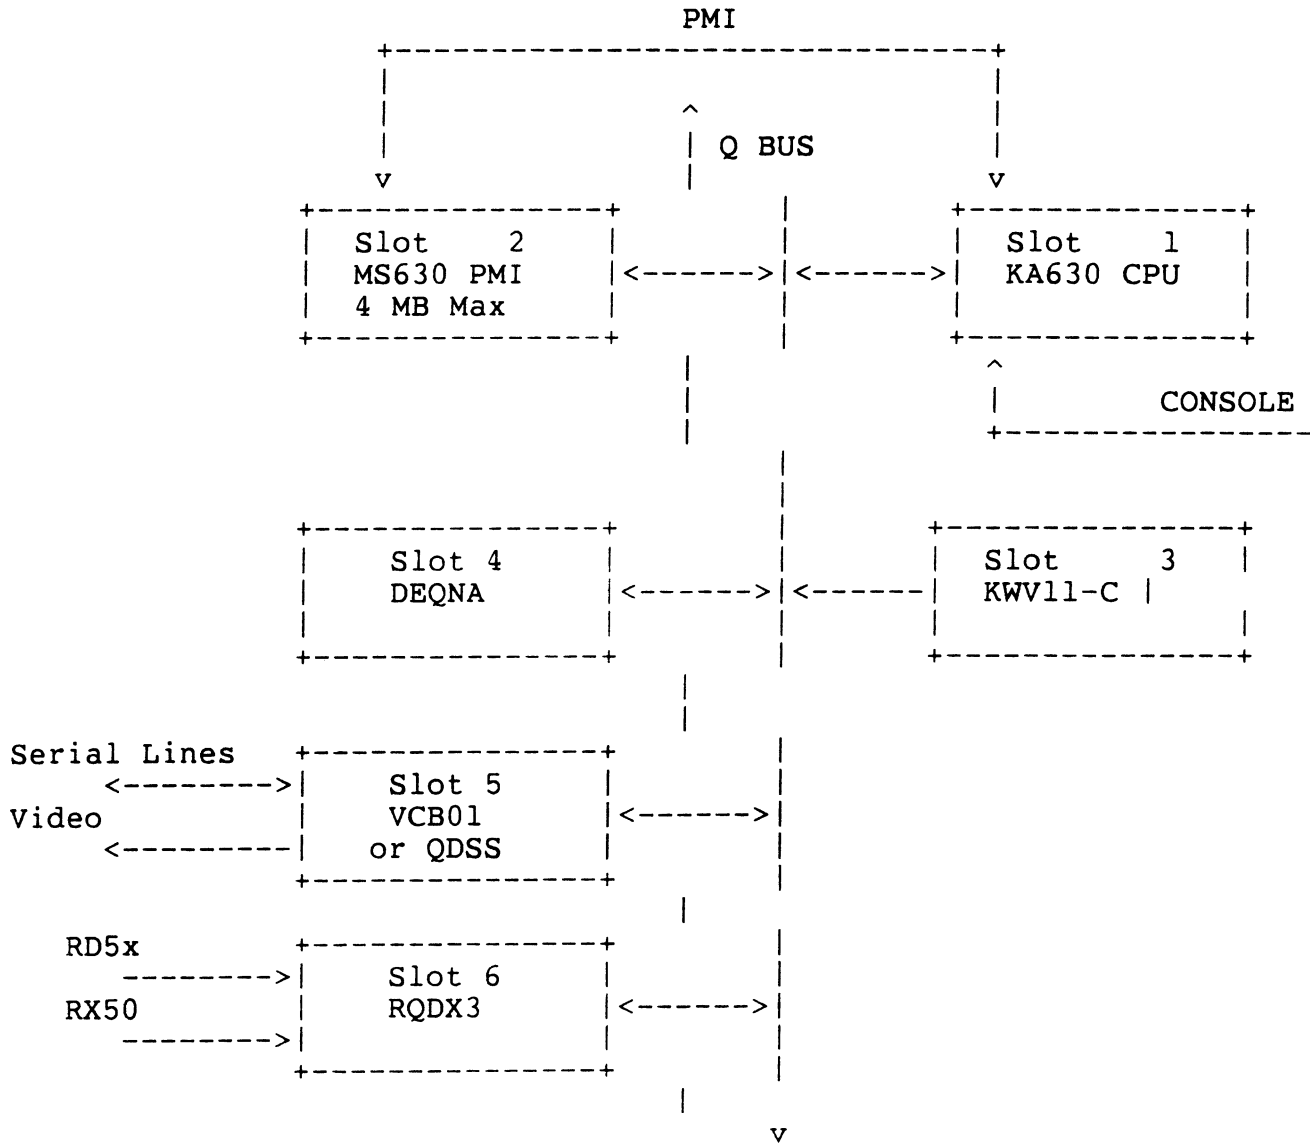 PMI
Q BUS
Slot 2
MS630 PMI
4 MB Max
Slot 1
KA630 CPU
CONSOLE
Slot 4
DEQNA
Slot 3
KWV11-C
Serial Lines
Video
Slot 5
VCB01
or QDSS
RD5x
RX50
Slot 6
RQDX3